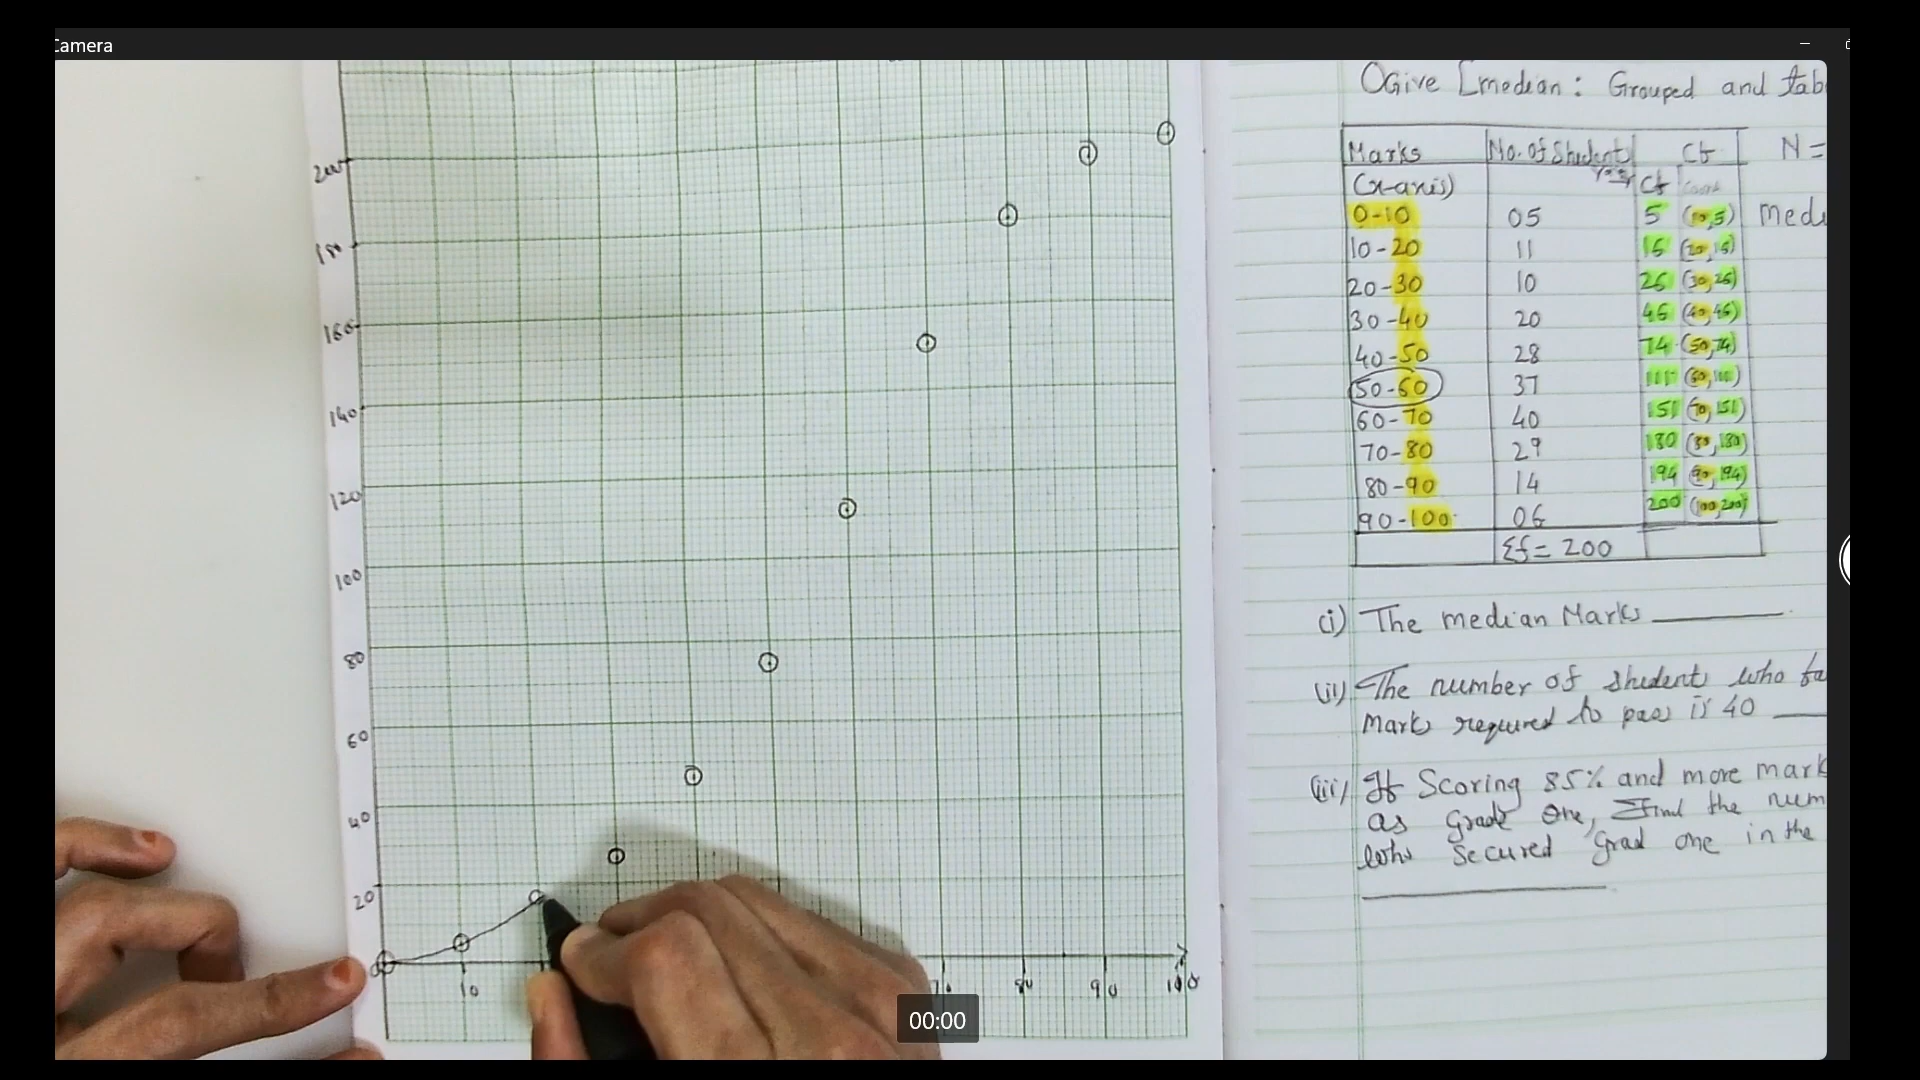 Camera
200
180
160
140
120
100
80
60
40
20
10 70 80 90 100
00:00
OGive [median: Grouped and tab
Marks No. of Students Cf N =
(x-axis) Cf
0-10 05 5 (10,5) medi
10-20 11 16 (20,16)
20-30 10 26 (30,26)
30-40 20 46 (40,46)
40-50 28 74 (50,74)
50-60 37 111 (60,111)
60-70 40 151 (70,151)
70-80 29 180 (80,180)
80-90 14 194 (90,194)
90-100 06 200 (100,200)
Σf = 200
(i) The median Marks
(ii) The number of students who fa
Marks required to pass is 40
(iii) If Scoring 85% and more mark
as grade One, Find the num
who secured grad one in the